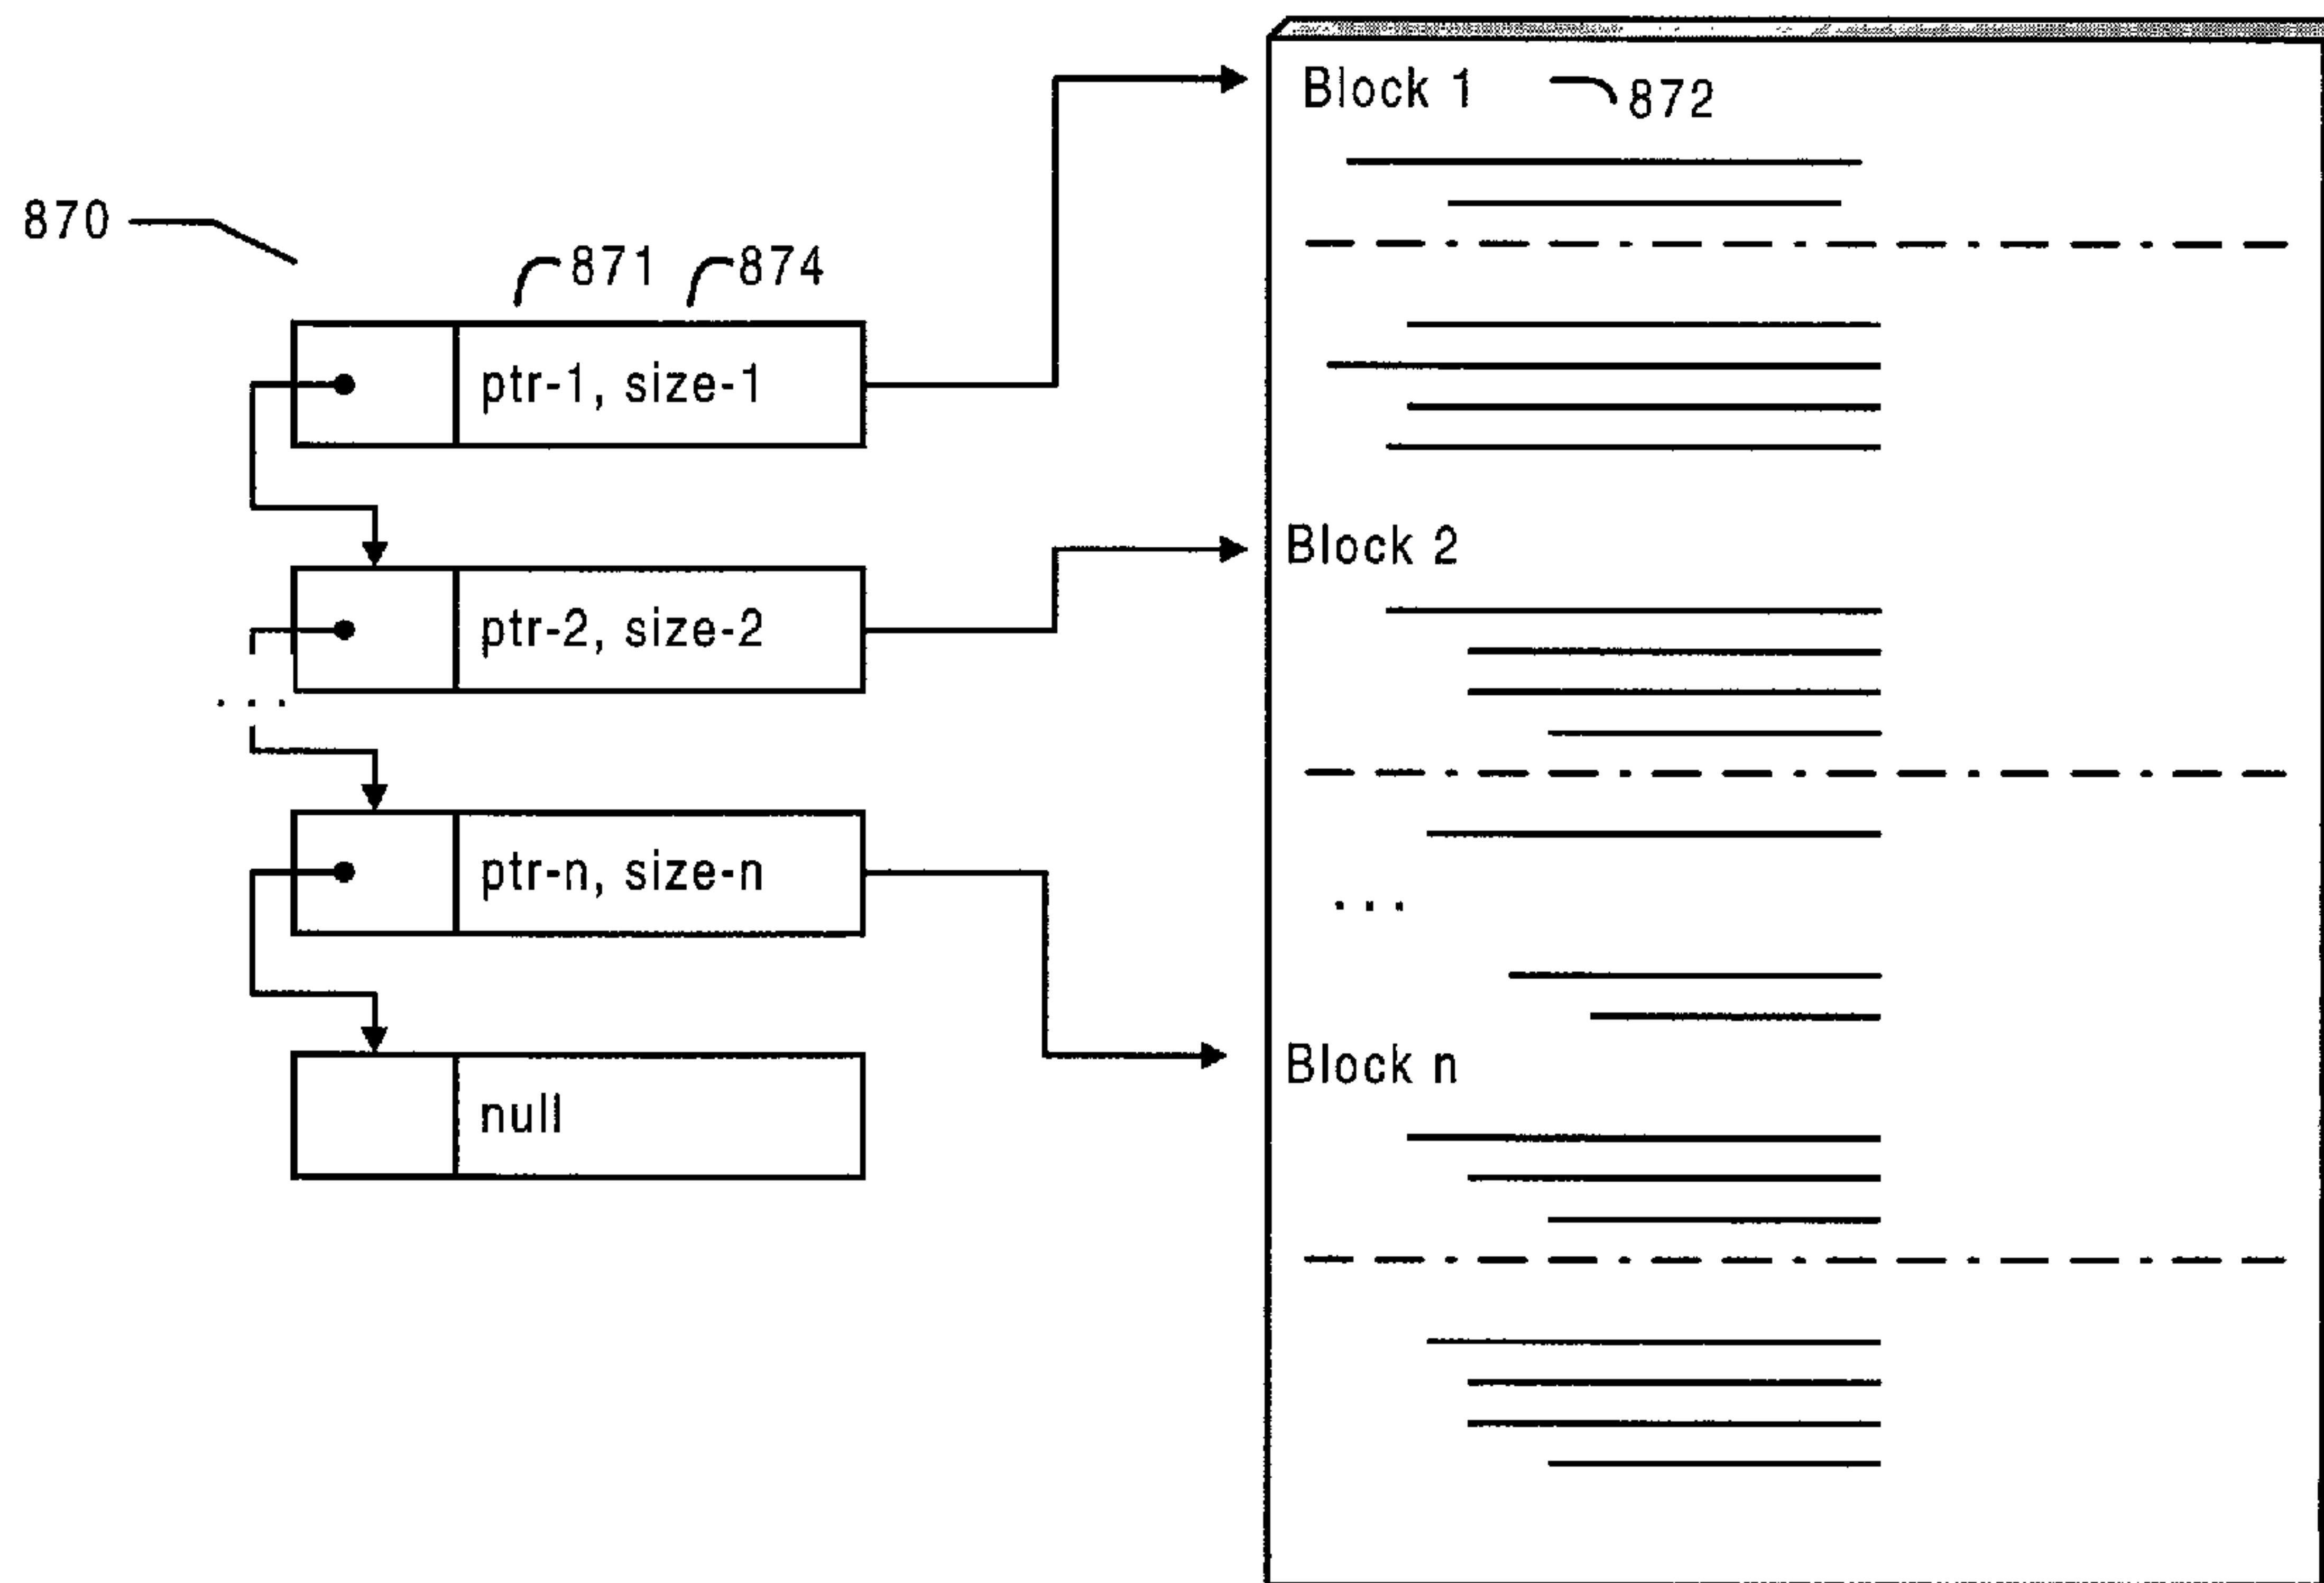 Block 1
872
870
871
874
ptr-1, size-1
Block 2
ptr-2, size-2
. . .
ptr-n, size-n
. . .
Block n
null